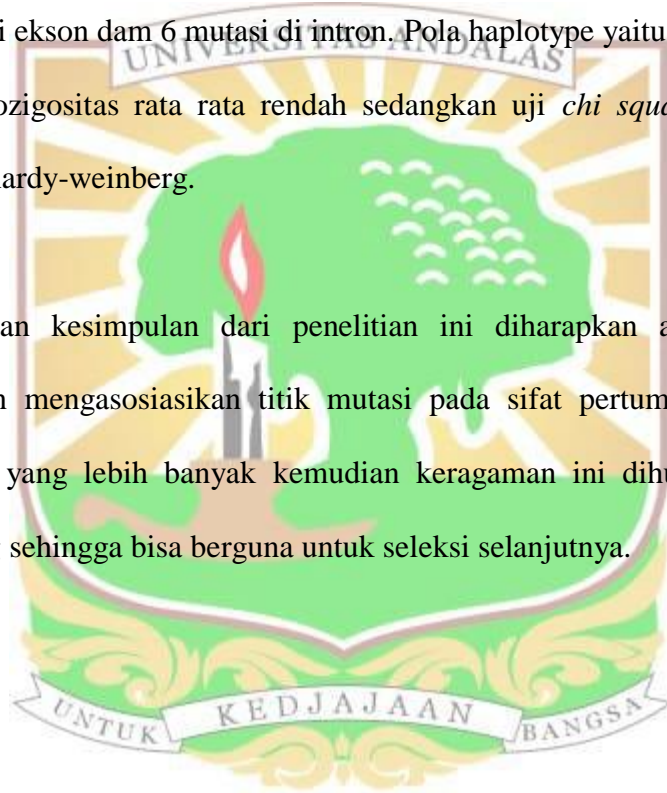 i ekson dam 6 mutasi di intron. Pola haplotype yaitu
UNIVERSITAS ANDALAS
ozigositas rata rata rendah sedangkan uji chi squa
hardy-weinberg.
an kesimpulan dari penelitian ini diharapkan a
n mengasosiasikan titik mutasi pada sifat pertum
yang lebih banyak kemudian keragaman ini dihu
sehingga bisa berguna untuk seleksi selanjutnya.
UNTUK KEDJAJAAN BANGSA